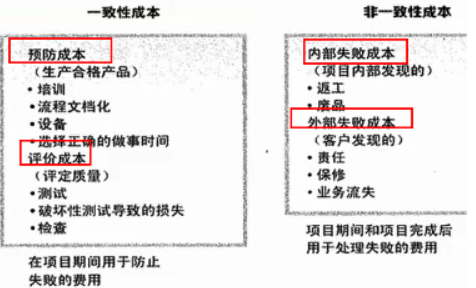 一致性成本
预防成本
（生产合格产品）
•培训
•流程文档化
•设备
•选择正确的做事时间
评价成本
（评定质量）
•测试
•破坏性测试导致的损失
•检查
在项目期间用于防止
失败的费用
非一致性成本
内部失败成本
（项目内部发现的）
•返工
•废品
外部失败成本
（客户发现的）
•责任
•保修
•业务流失
项目期间和项目完成后
用于处理失败的费用